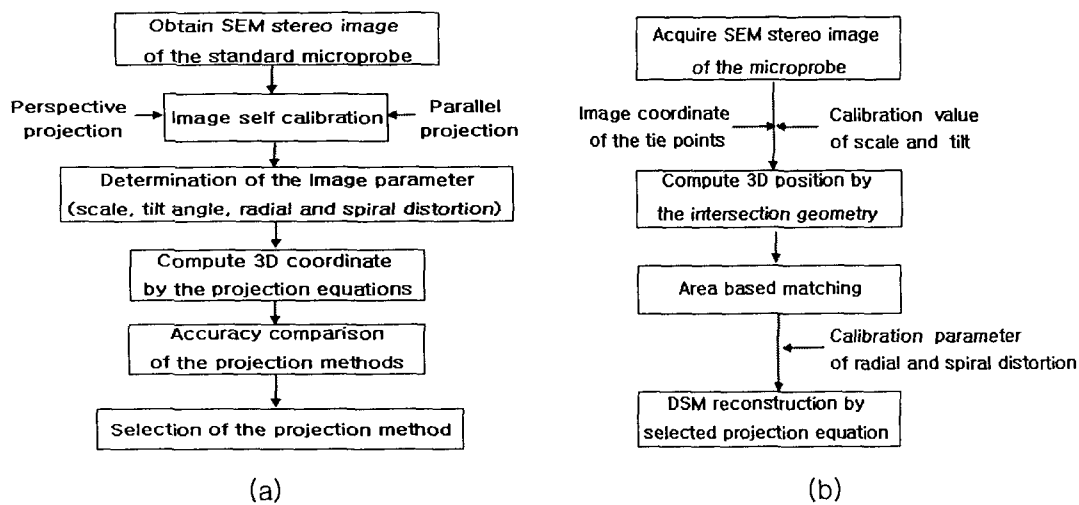 Obtain SEM stereo image
of the standard microprobe
Perspective
projection
Image self calibration
Parallel
projection
Determination of the Image parameter
(scale, tilt angle, radial and spiral distortion)
Compute 3D coordinate
by the projection equations
Accuracy comparison
of the projection methods
Selection of the projection method
(a)
Acquire SEM stereo image
of the microprobe
Image coordinate
of the tie points
Calibration value
of scale and tilt
Compute 3D position by
the intersection geometry
Area based matching
Calibration parameter
of radial and spiral distortion
DSM reconstruction by
selected projection equation
(b)